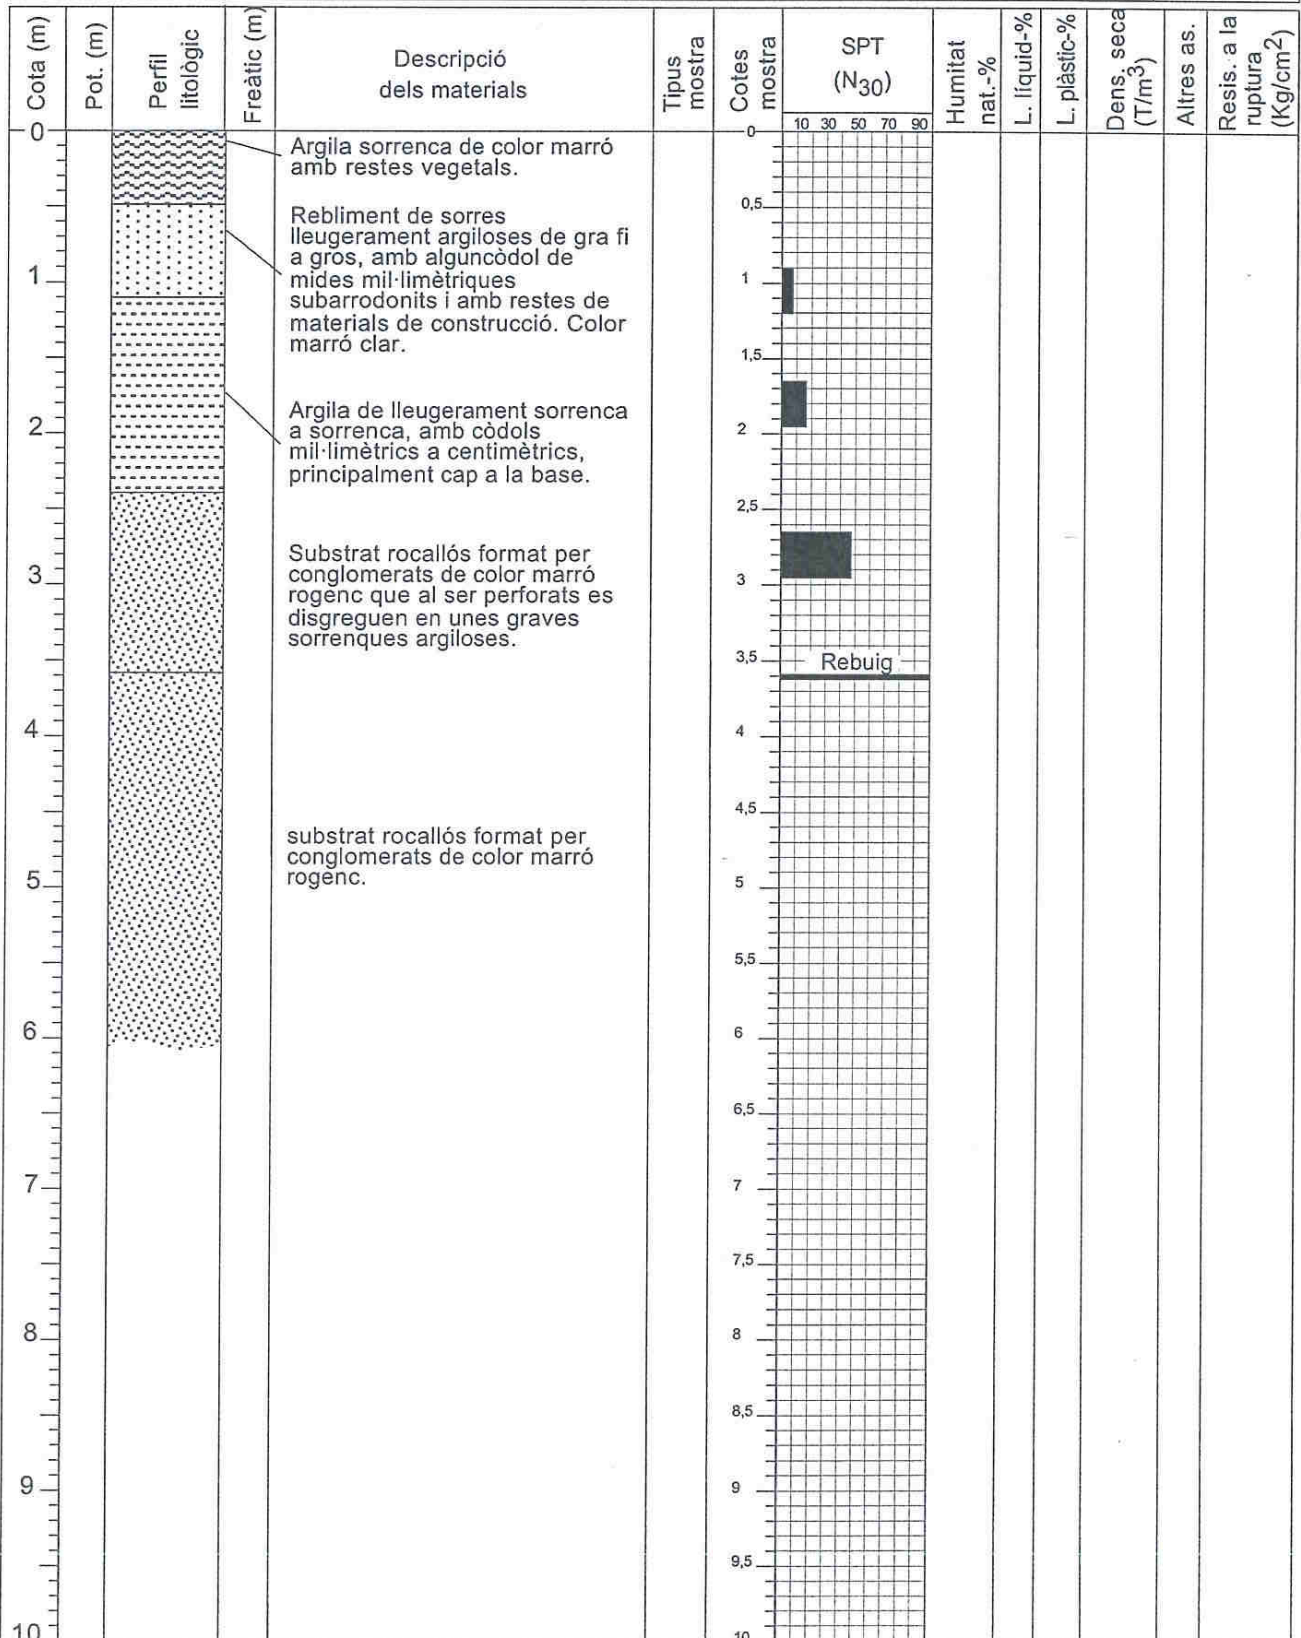 Cota (m)
Pot. (m)
Perfil
litològic
Freàtic (m)
Descripció
dels materials
Tipus
mostra
Cotes
mostra
SPT
(N30)
10 30 50 70 90
Humitat
nat.-%
L. líquid-%
L. plàstic-%
Dens. seca
(T/m3)
Altres as.
Resis. a la
ruptura
(Kg/cm2)
0
1
2
3
4
5
6
7
8
9
10
Argila sorrenca de color marró
amb restes vegetals.
Rebliment de sorres
lleugerament argiloses de gra fi
a gros, amb alguncòdol de
mides mil·limètriques
subarrodonits i amb restes de
materials de construcció. Color
marró clar.
Argila de lleugerament sorrenca
a sorrenca, amb còdols
mil·limètrics a centimètrics,
principalment cap a la base.
Substrat rocallós format per
conglomerats de color marró
rogenc que al ser perforats es
disgreguen en unes graves
sorrenques argiloses.
substrat rocallós format per
conglomerats de color marró
rogenc.
0
0,5
1
1,5
2
2,5
3
3,5
Rebuig
4
4,5
5
5,5
6
6,5
7
7,5
8
8,5
9
9,5
10